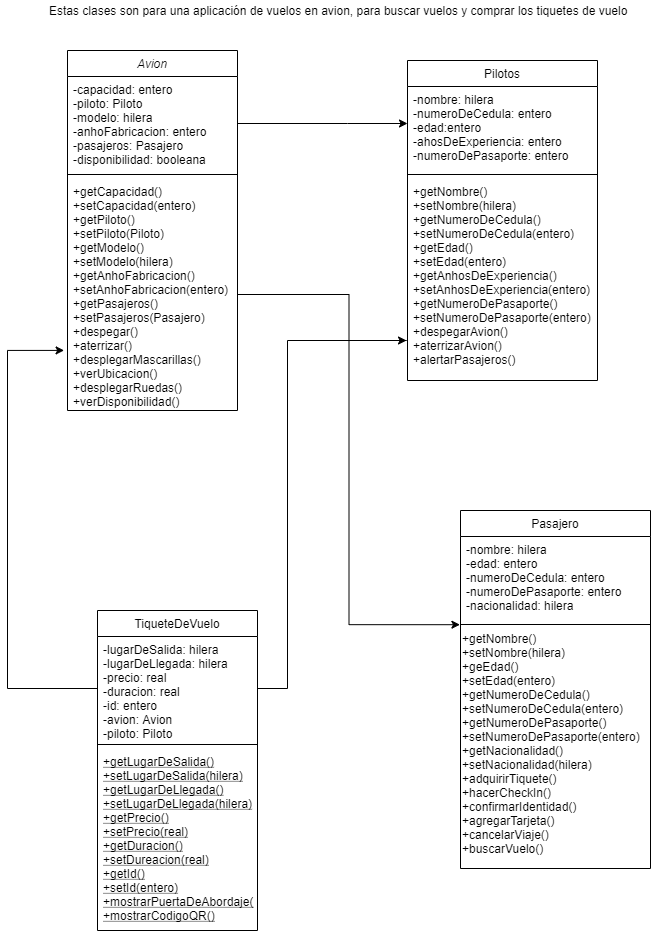 Estas clases son para una aplicación de vuelos en avion, para buscar vuelos y comprar los tiquetes de vuelo
Avion
-capacidad: entero
-piloto: Piloto
-modelo: hilera
-anhoFabricacion: entero
-pasajeros: Pasajero
-disponibilidad: booleana
+getCapacidad()
+setCapacidad(entero)
+getPiloto()
+setPiloto(Piloto)
+getModelo()
+setModelo(hilera)
+getAnhoFabricacion()
+setAnhoFabricacion(entero)
+getPasajeros()
+setPasajeros(Pasajero)
+despegar()
+aterrizar()
+desplegarMascarillas()
+verUbicacion()
+desplegarRuedas()
+verDisponibilidad()
Pilotos
-nombre: hilera
-numeroDeCedula: entero
-edad:entero
-ahosDeExperiencia: entero
-numeroDePasaporte: entero
+getNombre()
+setNombre(hilera)
+getNumeroDeCedula()
+setNumeroDeCedula(entero)
+getEdad()
+setEdad(entero)
+getAnhosDeExperiencia()
+setAnhosDeExperiencia(entero)
+getNumeroDePasaporte()
+setNumeroDePasaporte(entero)
+despegarAvion()
+aterrizarAvion()
+alertarPasajeros()
Pasajero
-nombre: hilera
-edad: entero
-numeroDeCedula: entero
-numeroDePasaporte: entero
-nacionalidad: hilera
+getNombre()
+setNombre(hilera)
+geEdad()
+setEdad(entero)
+getNumeroDeCedula()
+setNumeroDeCedula(entero)
+getNumeroDePasaporte()
+setNumeroDePasaporte(entero)
+getNacionalidad()
+setNacionalidad(hilera)
+adquirirTiquete()
+hacerCheckIn()
+confirmarIdentidad()
+agregarTarjeta()
+cancelarViaje()
+buscarVuelo()
TiqueteDeVuelo
-lugarDeSalida: hilera
-lugarDeLlegada: hilera
-precio: real
-duracion: real
-id: entero
-avion: Avion
-piloto: Piloto
+getLugarDeSalida()
+setLugarDeSalida(hilera)
+getLugarDeLlegada()
+setLugarDeLlegada(hilera)
+getPrecio()
+setPrecio(real)
+getDuracion()
+setDureacion(real)
+getId()
+setId(entero)
+mostrarPuertaDeAbordaje(
+mostrarCodigoQR()